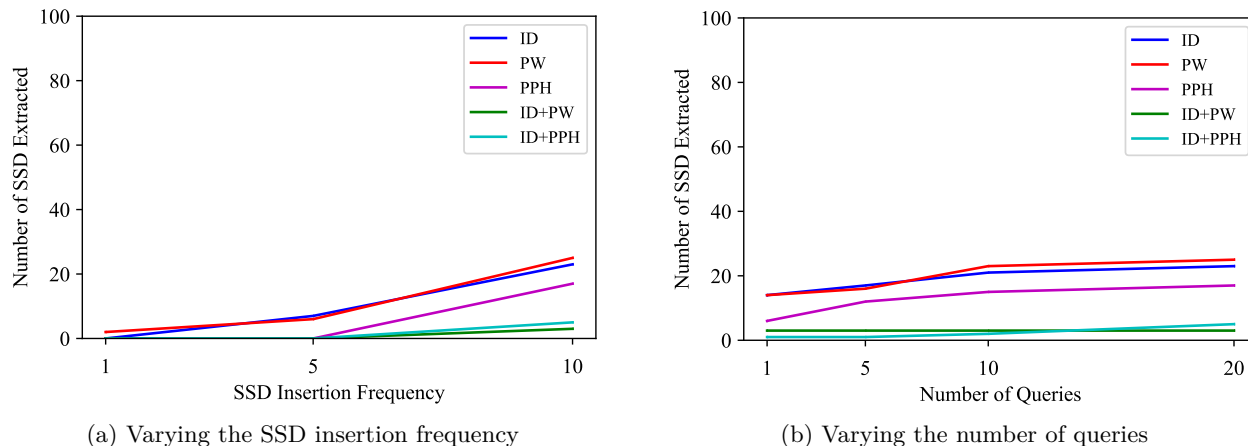 100
80
60
40
20
0
Number of SSD Extracted
ID
PW
PPH
ID+PW
ID+PPH
1
5
10
SSD Insertion Frequency
(a) Varying the SSD insertion frequency
100
80
60
40
20
0
Number of SSD Extracted
ID
PW
PPH
ID+PW
ID+PPH
1
5
10
20
Number of Queries
(b) Varying the number of queries